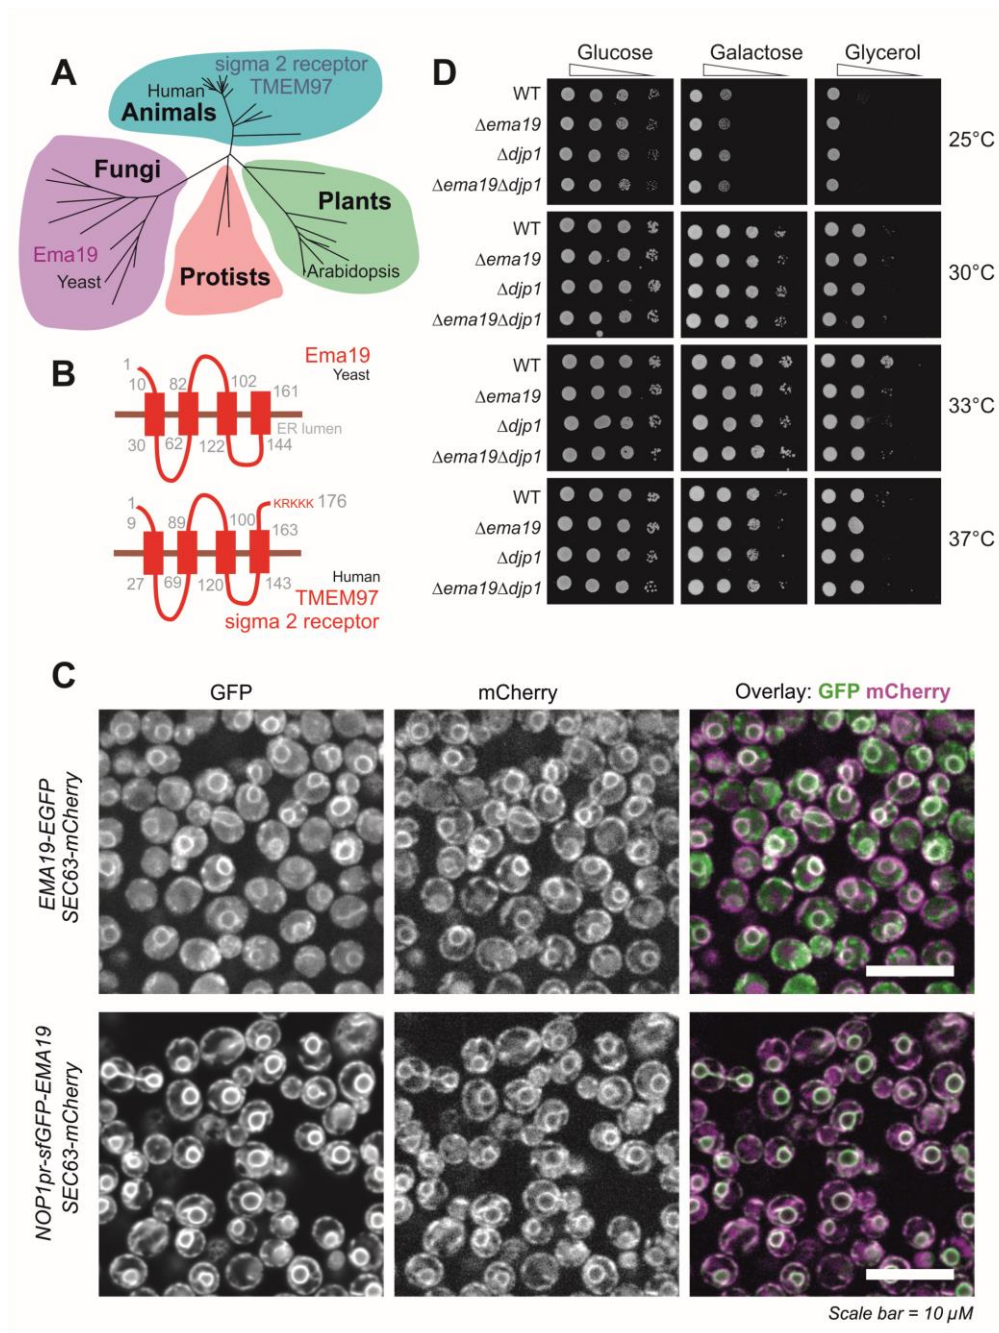 A
sigma 2 receptor
TMEM97
Human
Animals
Fungi
Plants
Ema19
Yeast
Protists
Arabidopsis
B
Ema19
Yeast
1
10
82
102
161
ER lumen
30
62
122
144
1
9
89
100
KRKKK 176
163
27
69
120
143
Human
TMEM97
sigma 2 receptor
D
Glucose
Galactose
Glycerol
WT
Δema19
Δdjp1
Δema19Δdjp1
25°C
WT
Δema19
Δdjp1
Δema19Δdjp1
30°C
WT
Δema19
Δdjp1
Δema19Δdjp1
33°C
WT
Δema19
Δdjp1
Δema19Δdjp1
37°C
C
GFP
mCherry
Overlay: GFP mCherry
EMA19-EGFP
SEC63-mCherry
NOP1pr-sfGFP-EMA19
SEC63-mCherry
Scale bar = 10 µM